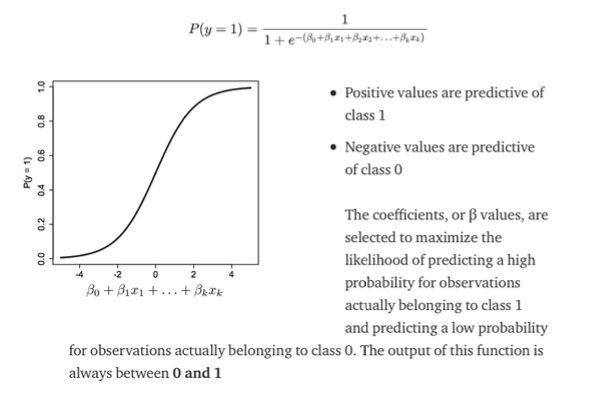 P(y = 1) = 1 / (1 + e^−(β₀+β₁x₁+β₂x₂+...+βₖxₖ))
1.0
0.8
0.6
0.4
0.2
0.0
P(y = 1)
-4 -2 0 2 4
β₀ + β₁x₁ + ... + βₖxₖ
• Positive values are predictive of
class 1
• Negative values are predictive
of class 0
The coefficients, or β values, are
selected to maximize the
likelihood of predicting a high
probability for observations
actually belonging to class 1
and predicting a low probability
for observations actually belonging to class 0. The output of this function is
always between 0 and 1